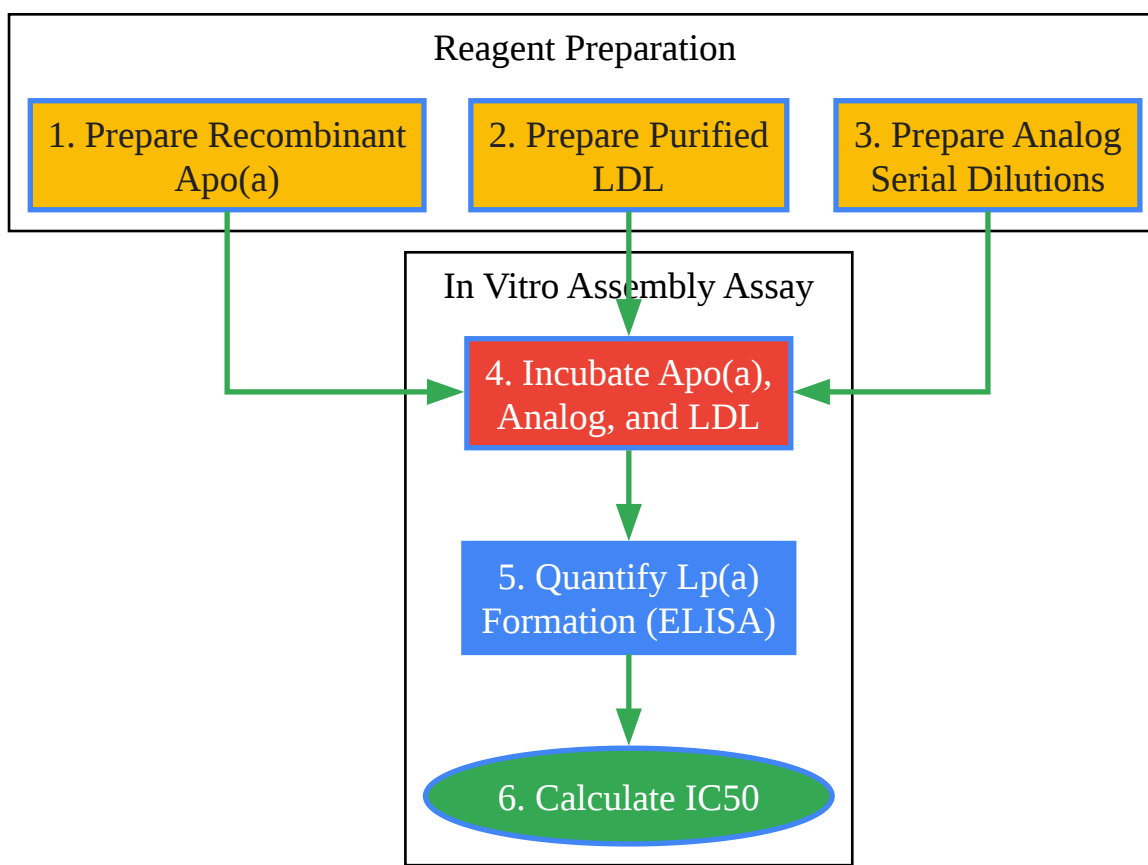 Reagent Preparation
1. Prepare Recombinant
Apo(a)
2. Prepare Purified
LDL
3. Prepare Analog
Serial Dilutions
In Vitro Assembly Assay
4. Incubate Apo(a),
Analog, and LDL
5. Quantify Lp(a)
Formation (ELISA)
6. Calculate IC50